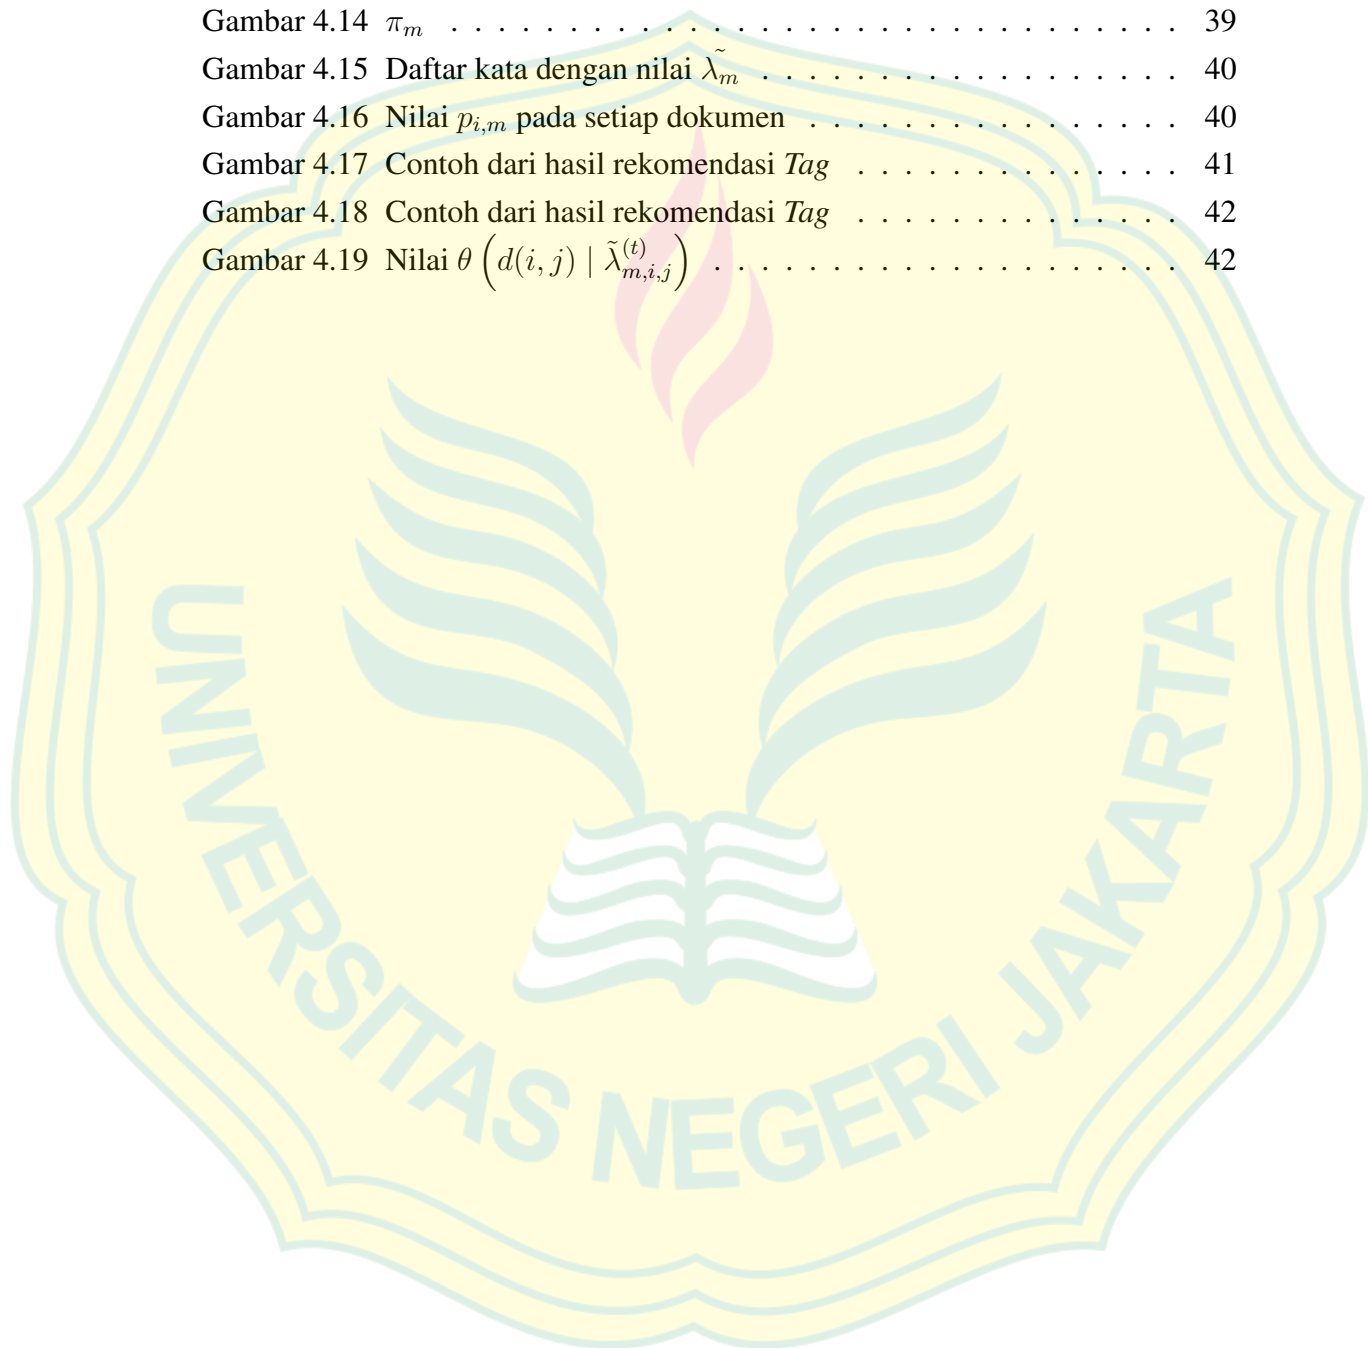 Gambar 4.14 π_m . . . . . . . . . . . . . . . . . . . . . . . . . . . . . . 39
Gambar 4.15 Daftar kata dengan nilai λ̃_m . . . . . . . . . . . . . . . . . . 40
Gambar 4.16 Nilai p_{i,m} pada setiap dokumen . . . . . . . . . . . . . . . . 40
Gambar 4.17 Contoh dari hasil rekomendasi Tag . . . . . . . . . . . . . . 41
Gambar 4.18 Contoh dari hasil rekomendasi Tag . . . . . . . . . . . . . . 42
Gambar 4.19 Nilai θ(d(i, j) | λ̃^{(t)}_{m,i,j}) . . . . . . . . . . . . . . . . . . . . 42
UNIVERSITAS NEGERI JAKARTA